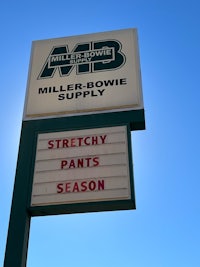 MB
MILLER-BOWIE
SUPPLY
MILLER-BOWIE
SUPPLY
STRETCHY
PANTS
SEASON